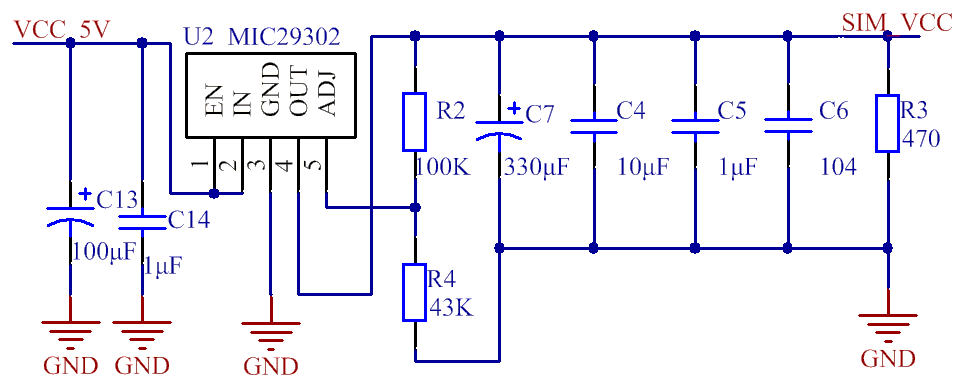 VCC_5V
U2 MIC29302
SIM_VCC
EN
IN
GND
OUT
ADJ
1
2
3
4
5
C13
100μF
C14
1μF
R2
100K
R4
43K
C7
330μF
C4
10μF
C5
1μF
C6
104
R3
470
GND
GND
GND
GND